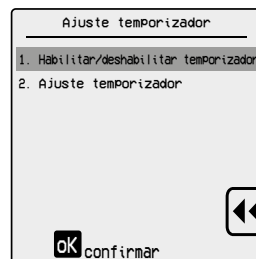 Ajuste temporizador
1. Habilitar/deshabilitar temporizador
2. Ajuste temporizador
OK confirmar